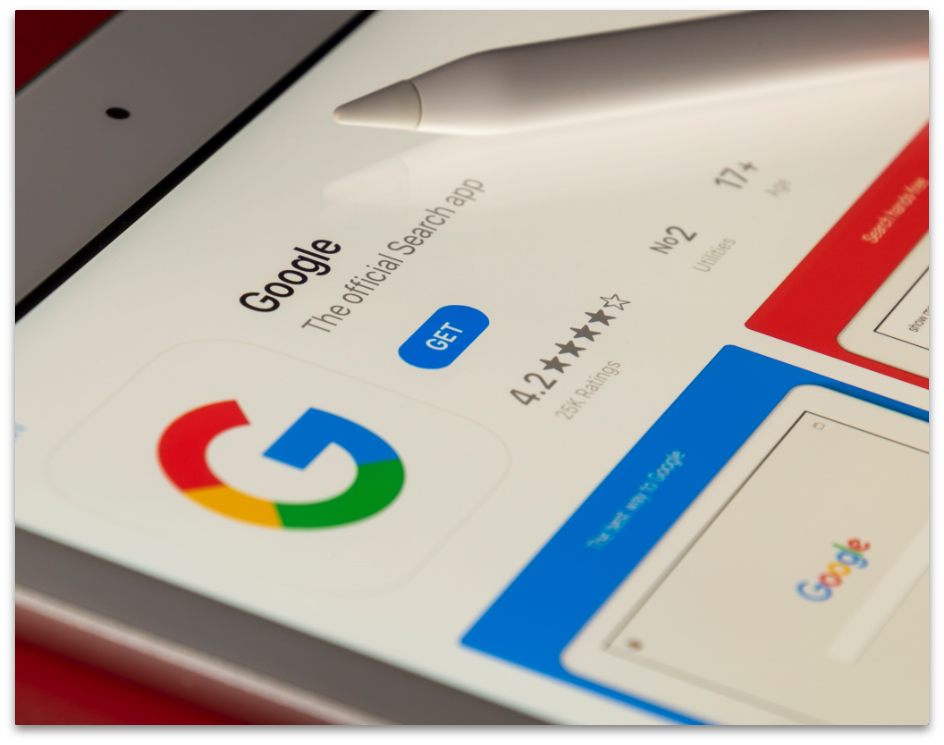 Google
The official Search app
GET
4.2★★★★☆
25K Ratings
No2
Utilities
17+
Age
The best way to Google
Google
Search hands-free
show m